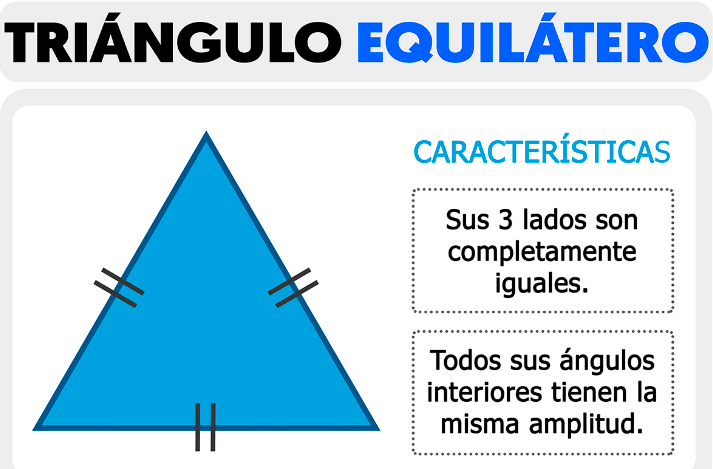 TRIÁNGULO EQUILÁTERO
CARACTERÍSTICAS
Sus 3 lados son
completamente
iguales.
Todos sus ángulos
interiores tienen la
misma amplitud.